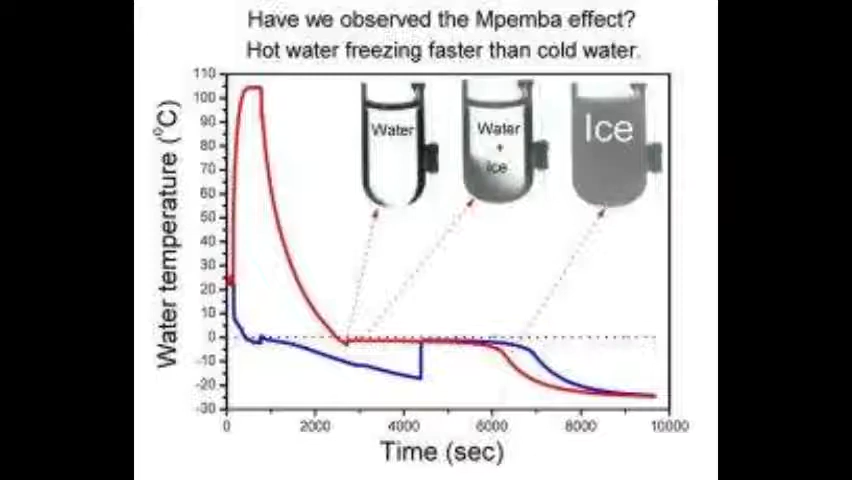 Have we observed the Mpemba effect?
Hot water freezing faster than cold water.
110
100
90
80
70
60
50
40
30
20
10
0
-10
-20
-30
Water temperature (°C)
Water
Water
+
Ice
Ice
0
2000
4000
6000
8000
10000
Time (sec)